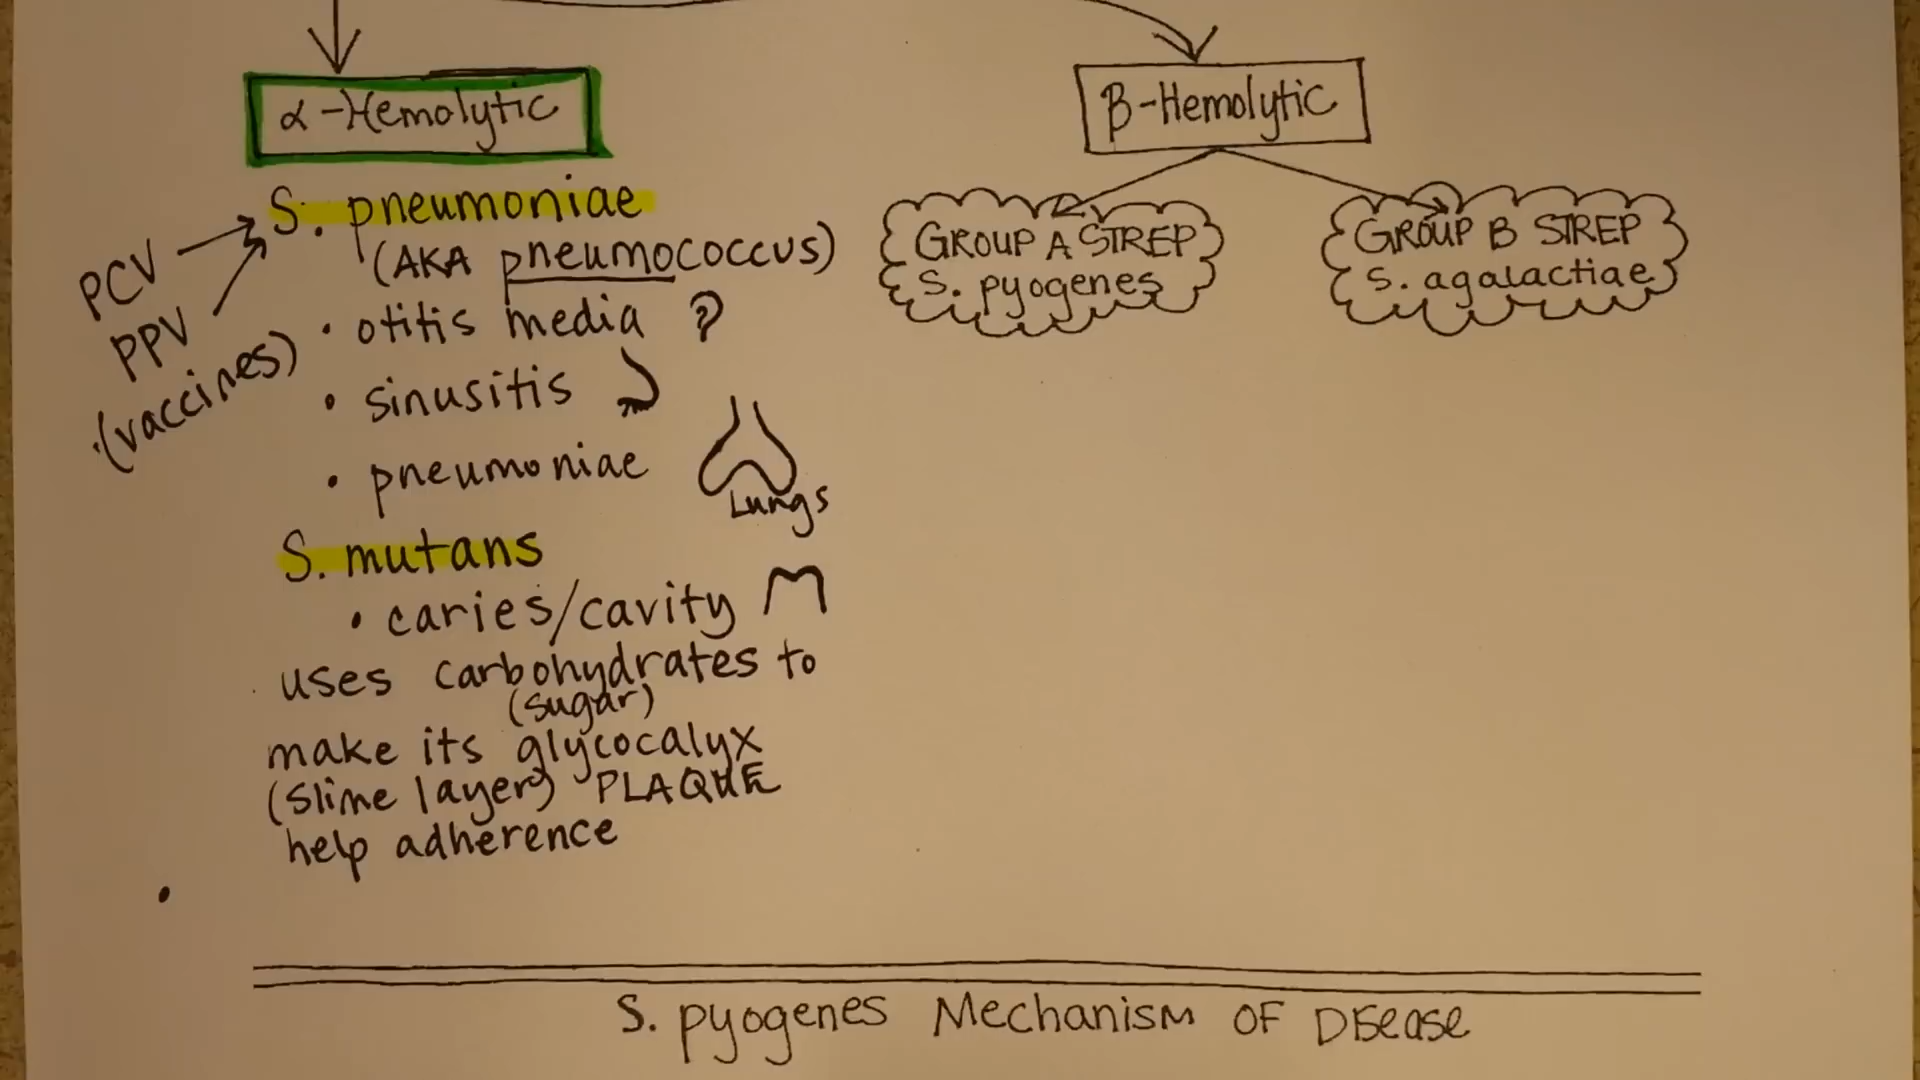 α-Hemolytic
S. pneumoniae
(AKA pneumococcus)
PCV
PPV
(vaccines)
• otitis media
• sinusitis
• pneumoniae
Lungs
S. mutans
• caries/cavity
uses carbohydrates to
(sugar)
make its glycocalyx
(slime layer) PLAQUE
help adherence
β-Hemolytic
GROUP A STREP
S. pyogenes
GROUP B STREP
S. agalactiae
S. pyogenes MECHANISM OF DISEASE